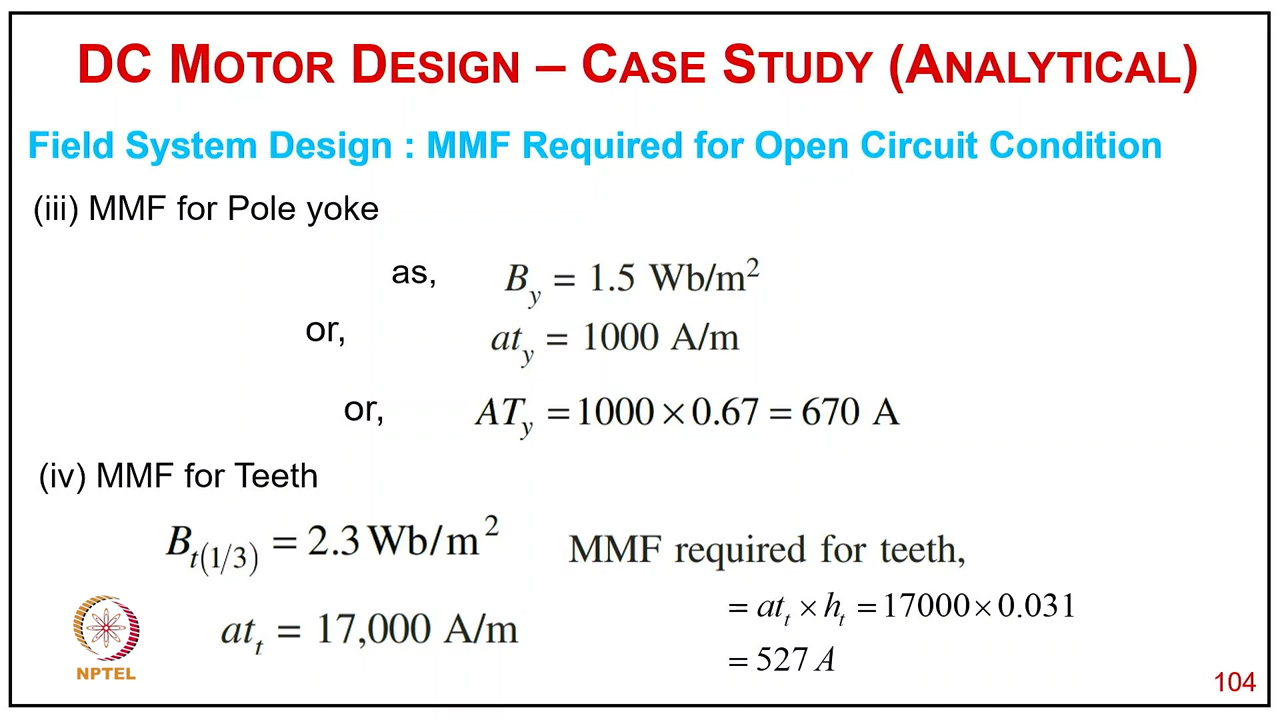 DC MOTOR DESIGN – CASE STUDY (ANALYTICAL)
Field System Design : MMF Required for Open Circuit Condition
(iii) MMF for Pole yoke
as, B_y = 1.5 Wb/m²
or, at_y = 1000 A/m
or, AT_y = 1000 × 0.67 = 670 A
(iv) MMF for Teeth
B_t(1/3) = 2.3 Wb/m²
at_t = 17,000 A/m
MMF required for teeth,
= at_t × h_t = 17000 × 0.031
= 527 A
NPTEL
104